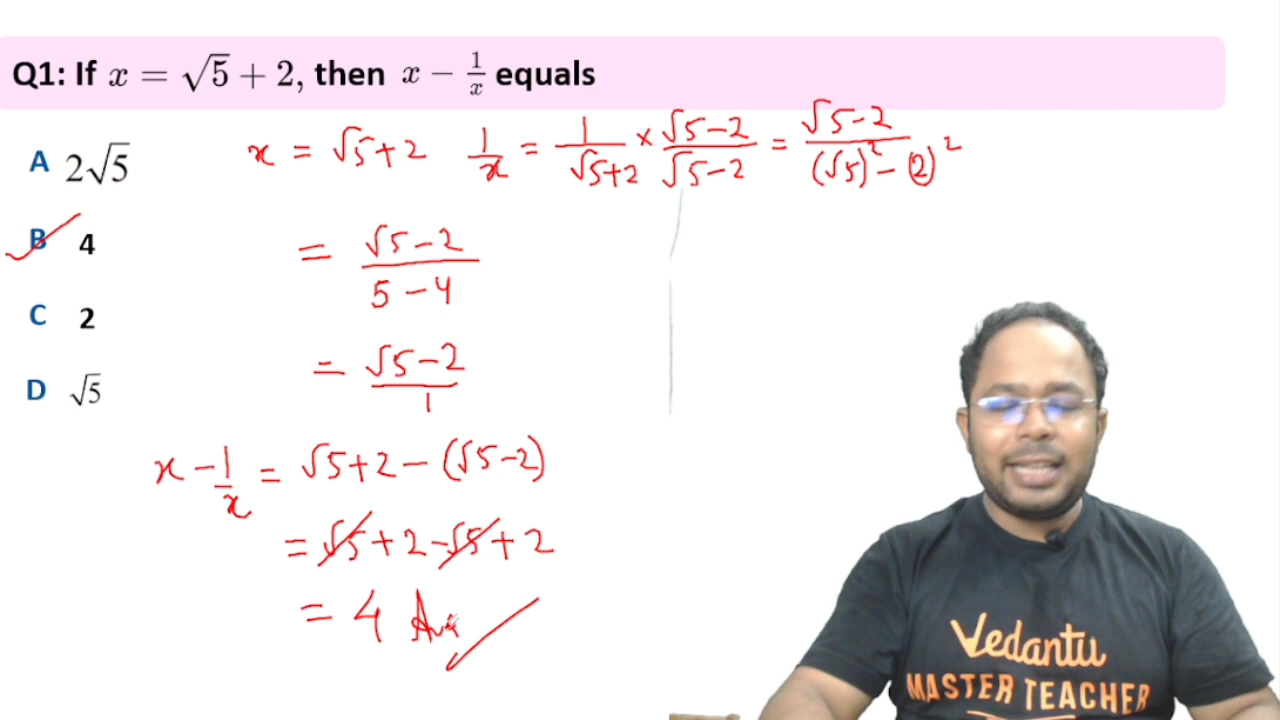 Q1: If x = √5 + 2, then x − 1/x equals
x = √5+2 1/x = 1/(√5+2) × (√5−2)/(√5−2) = (√5−2)/((√5)² − (2)²)
A 2√5
B 4
= (√5−2)/(5−4)
C 2
= (√5−2)/1
D √5
x − 1/x = √5+2 − (√5−2)
= √5+2−√5+2
= 4 Ans
Vedantu
MASTER TEACHER